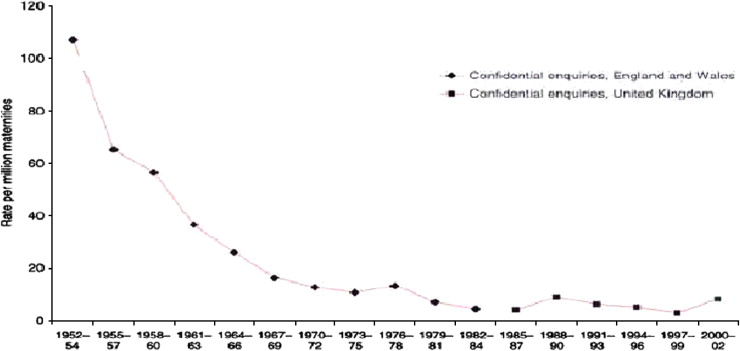 Rate per million maternities
120
100
80
60
40
20
0
Confidential enquiries, England and Wales
Confidential enquiries, United Kingdom
1952– 1955– 1958– 1961– 1964– 1967– 1970– 1973– 1976– 1979– 1982– 1985– 1988– 1991– 1994– 1997– 2000–
54 57 60 63 66 69 72 75 78 81 84 87 90 93 96 99 02